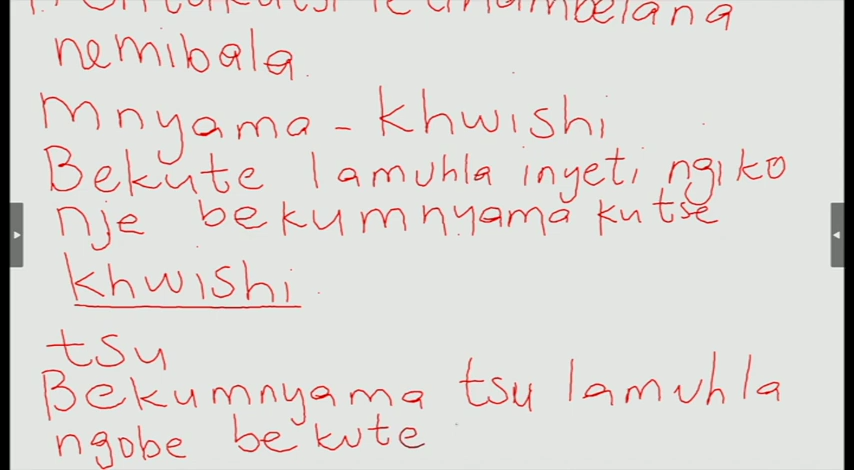 nemibala
mnyama - khwishi
Bekute lamuhla inyeti ngiko
nje bekumnyama kutse
khwishi
tsu
Bekumnyama tsu lamuhla
ngobe bekute